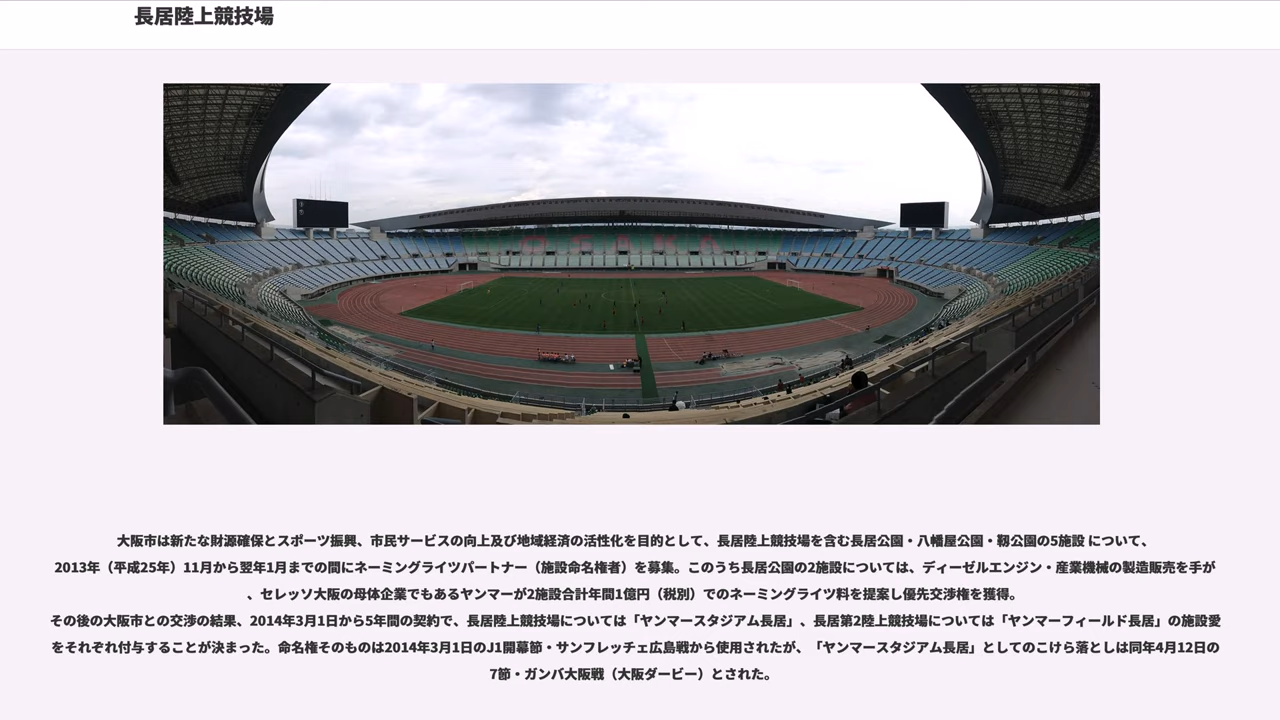 長居陸上競技場
OSAKA
大阪市は新たな財源確保とスポーツ振興、市民サービスの向上及び地域経済の活性化を目的として、長居陸上競技場を含む長居公園・八幡屋公園・靱公園の5施設 について、
2013年（平成25年）11月から翌年1月までの間にネーミングライツパートナー（施設命名権者）を募集。このうち長居公園の2施設については、ディーゼルエンジン・産業機械の製造販売を手が
、セレッソ大阪の母体企業でもあるヤンマーが2施設合計年間1億円（税別）でのネーミングライツ料を提案し優先交渉権を獲得。
その後の大阪市との交渉の結果、2014年3月1日から5年間の契約で、長居陸上競技場については「ヤンマースタジアム長居」、長居第2陸上競技場については「ヤンマーフィールド長居」の施設愛
をそれぞれ付与することが決まった。命名権そのものは2014年3月1日のJ1開幕節・サンフレッチェ広島戦から使用されたが、「ヤンマースタジアム長居」としてのこけら落としは同年4月12日の
7節・ガンバ大阪戦（大阪ダービー）とされた。